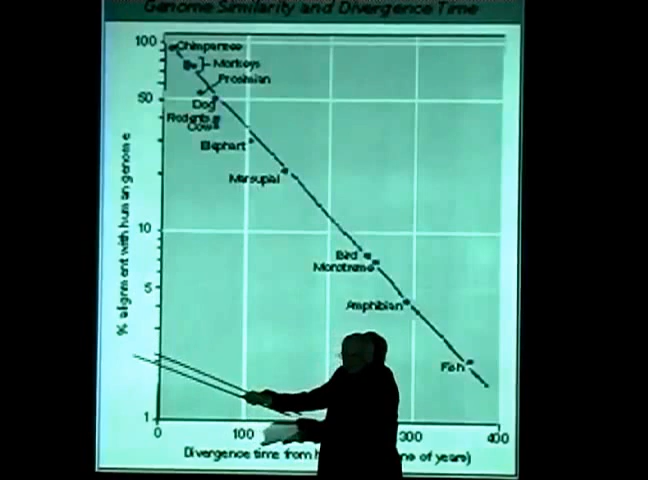 Genome Similarity and Divergence Time
100
Chimpanzee
Monkeys
Prosimian
50
Dog
Rodents
Cow
Elephant
Marsupial
10
Bird
Monotreme
5
Amphibian
Fish
1
0
100
300
400
% alignment with human genome
Divergence time from
of years)